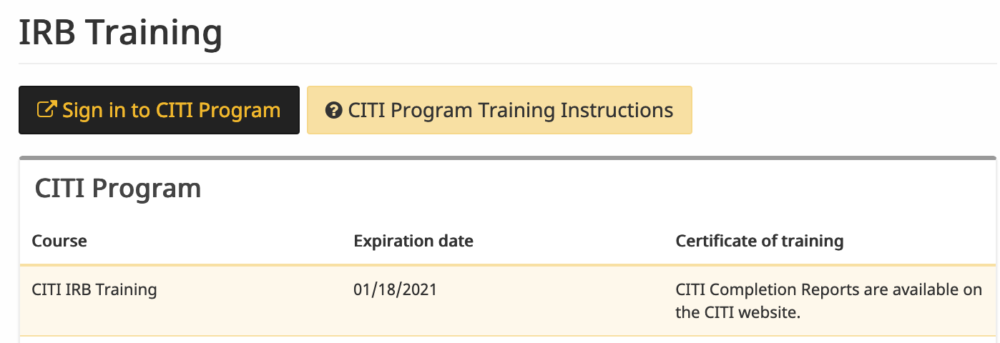 IRB Training
Sign in to CITI Program
CITI Program Training Instructions
CITI Program
Course
Expiration date
Certificate of training
CITI IRB Training
01/18/2021
CITI Completion Reports are available on
the CITI website.